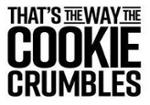 THAT'S THE WAY THE
COOKIE
CRUMBLES